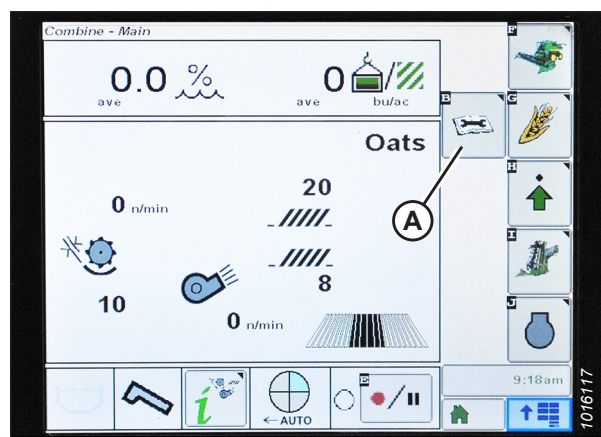 Combine - Main
0.0 %
ave
0 /
ave bu/ac
Oats
0 n/min
20
8
10
0 n/min
← AUTO
i
/
A
B
E
F
G
H
I
J
9:18am
1016117